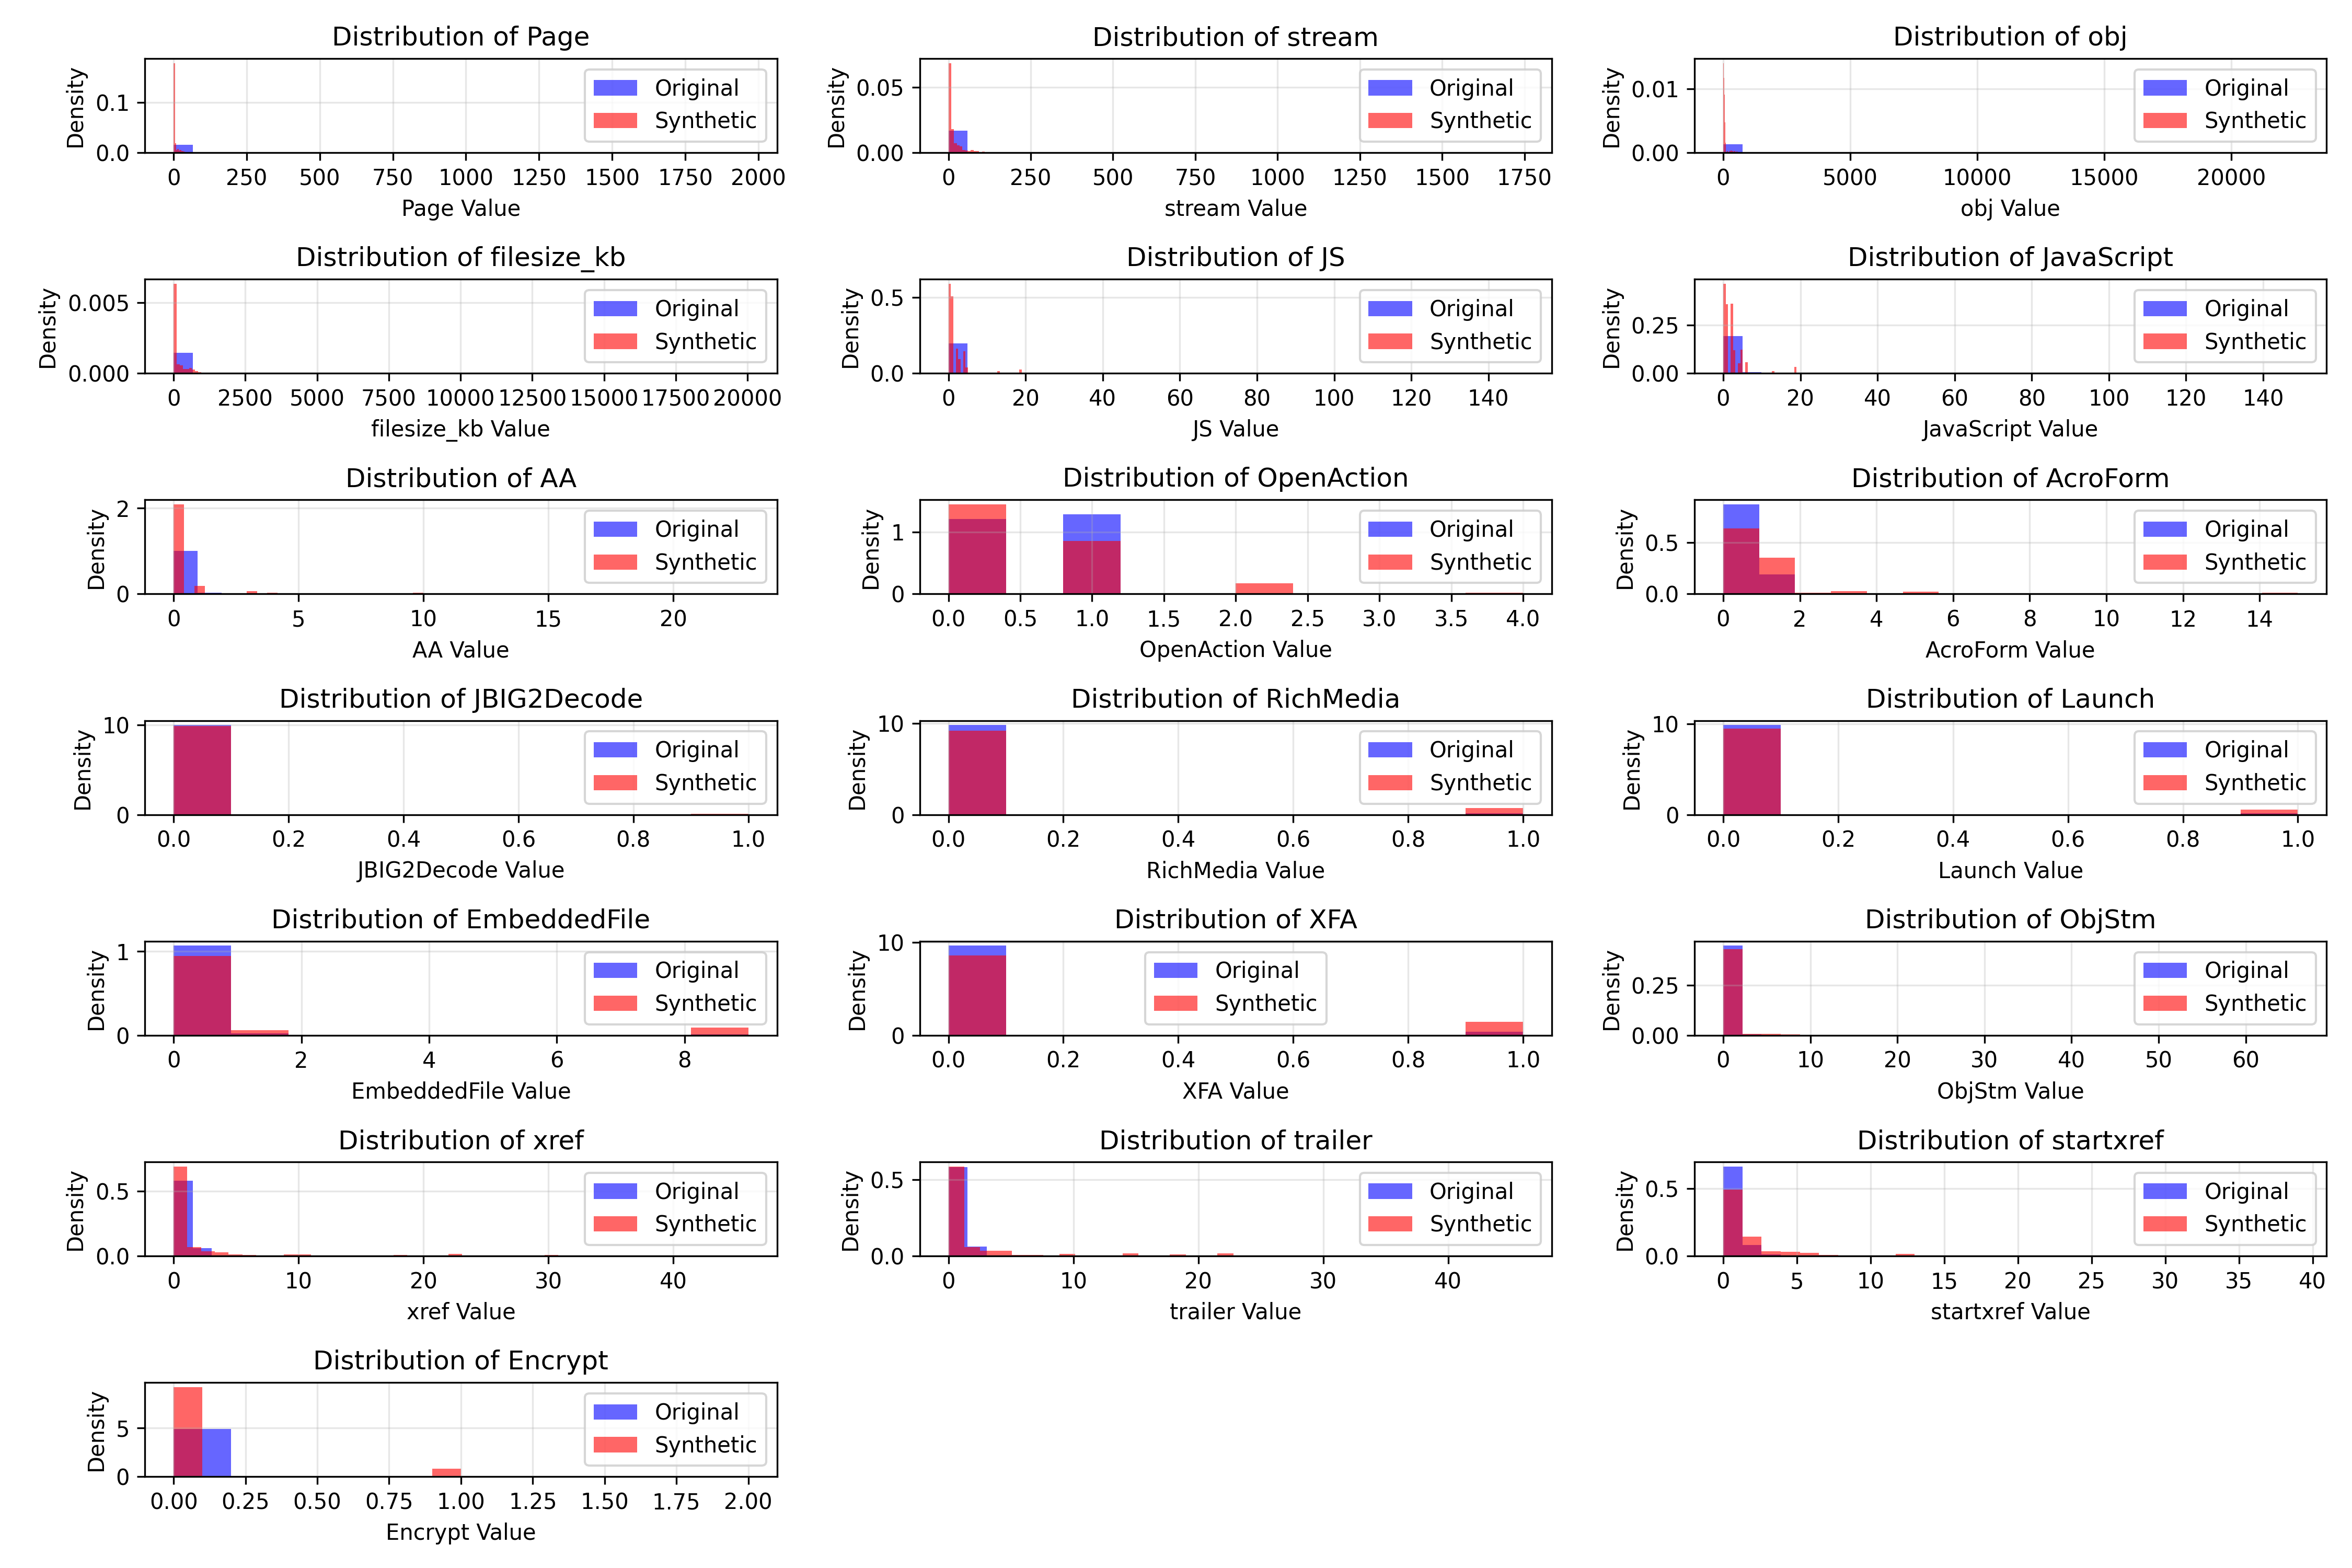 Distribution of Page
Density
0.1
0.0
Original
Synthetic
0 250 500 750 1000 1250 1500 1750 2000
Page Value
Distribution of stream
Density
0.05
0.00
Original
Synthetic
0 250 500 750 1000 1250 1500 1750
stream Value
Distribution of obj
Density
0.01
0.00
Original
Synthetic
0 5000 10000 15000 20000
obj Value
Distribution of filesize_kb
Density
0.005
0.000
Original
Synthetic
0 2500 5000 7500 10000 12500 15000 17500 20000
filesize_kb Value
Distribution of JS
Density
0.5
0.0
Original
Synthetic
0 20 40 60 80 100 120 140
JS Value
Distribution of JavaScript
Density
0.25
0.00
Original
Synthetic
0 20 40 60 80 100 120 140
JavaScript Value
Distribution of AA
Density
2
0
Original
Synthetic
0 5 10 15 20
AA Value
Distribution of OpenAction
Density
1
0
Original
Synthetic
0.0 0.5 1.0 1.5 2.0 2.5 3.0 3.5 4.0
OpenAction Value
Distribution of AcroForm
Density
0.5
0.0
Original
Synthetic
0 2 4 6 8 10 12 14
AcroForm Value
Distribution of JBIG2Decode
Density
10
0
Original
Synthetic
0.0 0.2 0.4 0.6 0.8 1.0
JBIG2Decode Value
Distribution of RichMedia
Density
10
0
Original
Synthetic
0.0 0.2 0.4 0.6 0.8 1.0
RichMedia Value
Distribution of Launch
Density
10
0
Original
Synthetic
0.0 0.2 0.4 0.6 0.8 1.0
Launch Value
Distribution of EmbeddedFile
Density
1
0
Original
Synthetic
0 2 4 6 8
EmbeddedFile Value
Distribution of XFA
Density
10
0
Original
Synthetic
0.0 0.2 0.4 0.6 0.8 1.0
XFA Value
Distribution of ObjStm
Density
0.25
0.00
Original
Synthetic
0 10 20 30 40 50 60
ObjStm Value
Distribution of xref
Density
0.5
0.0
Original
Synthetic
0 10 20 30 40
xref Value
Distribution of trailer
Density
0.5
0.0
Original
Synthetic
0 10 20 30 40
trailer Value
Distribution of startxref
Density
0.5
0.0
Original
Synthetic
0 5 10 15 20 25 30 35 40
startxref Value
Distribution of Encrypt
Density
5
0
Original
Synthetic
0.00 0.25 0.50 0.75 1.00 1.25 1.50 1.75 2.00
Encrypt Value